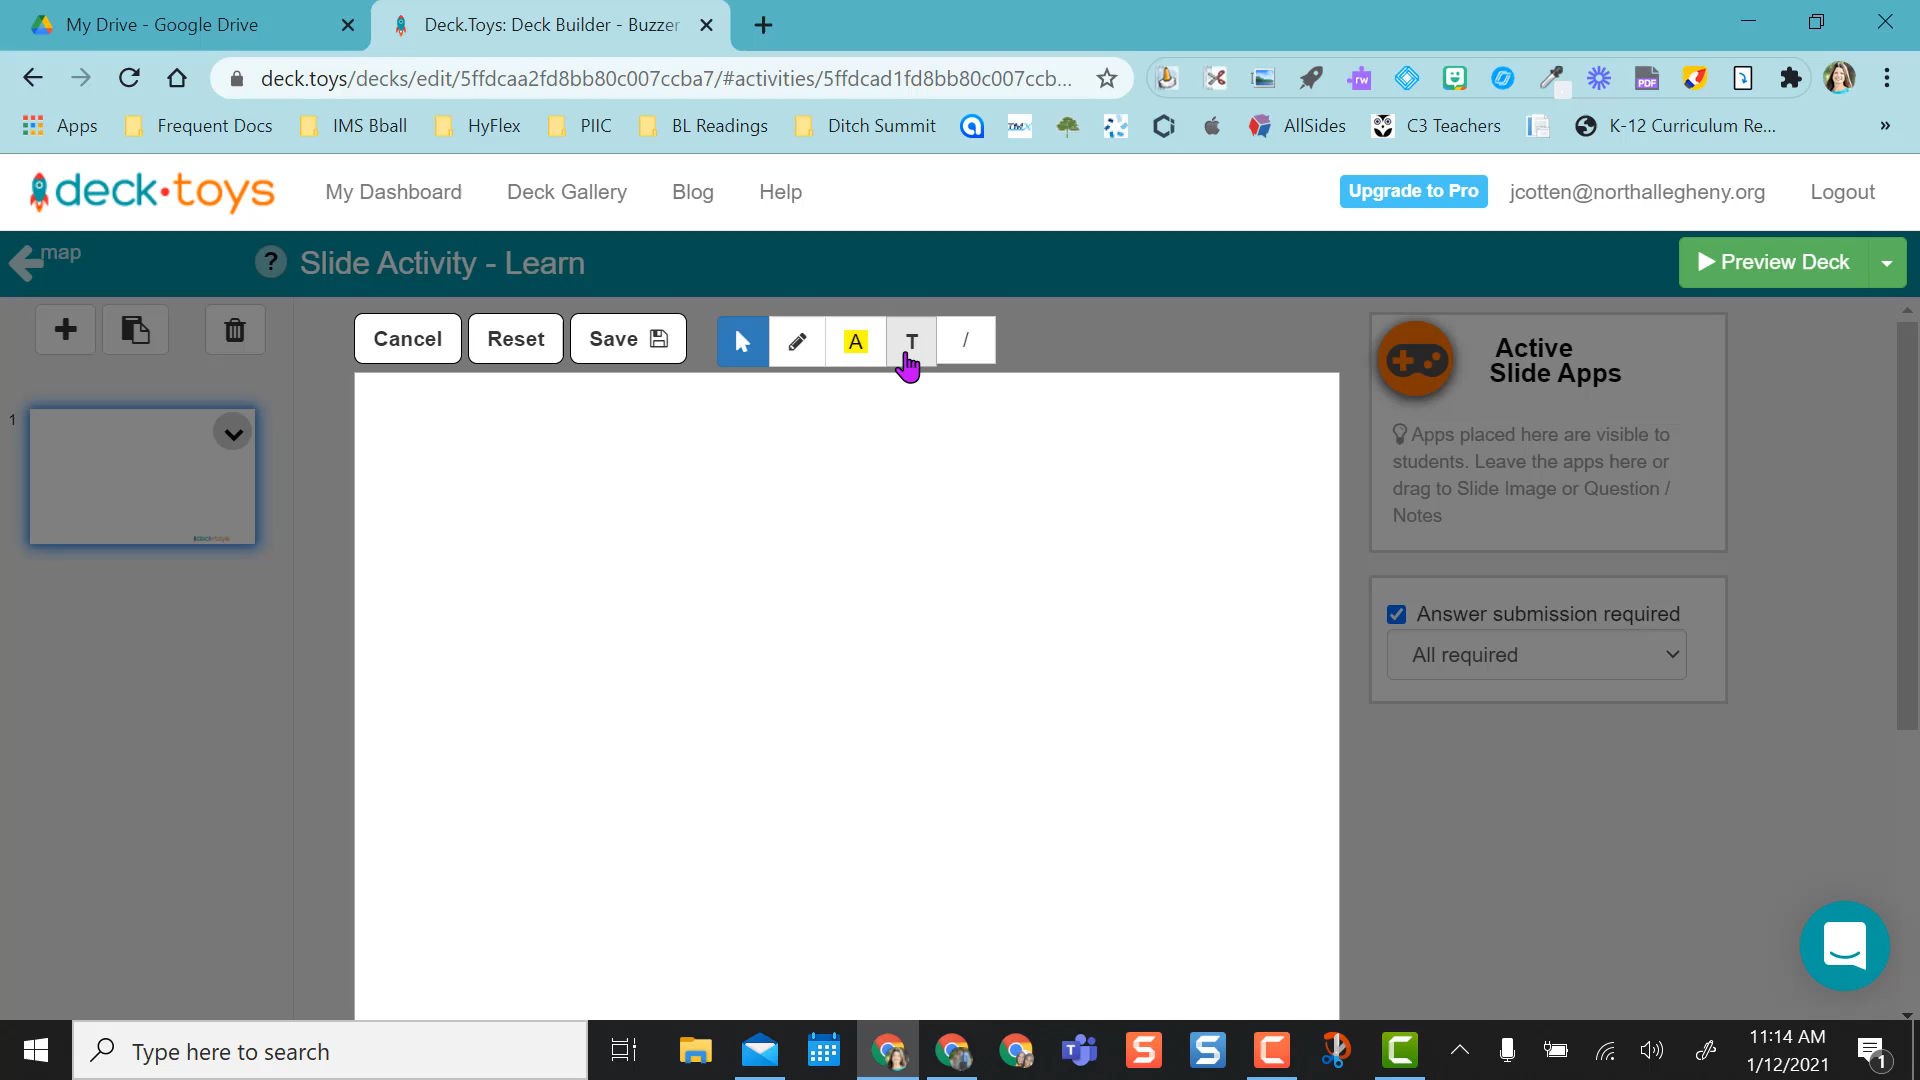 My Drive - Google Drive
Deck.Toys: Deck Builder - Buzzer
deck.toys/decks/edit/5ffdcaa2fd8bb80c007ccba7/#activities/5ffdcad1fd8bb80c007ccb...
rw
PDF
Apps
Frequent Docs
IMS Bball
HyFlex
PIIC
BL Readings
Ditch Summit
AllSides
C3 Teachers
K-12 Curriculum Re...
»
deck•toys
My Dashboard
Deck Gallery
Blog
Help
Upgrade to Pro
jcotten@northallegheny.org
Logout
map
? Slide Activity - Learn
Preview Deck
Cancel
Reset
Save
A
T
/
Active
Slide Apps
Apps placed here are visible to
students. Leave the apps here or
drag to Slide Image or Question /
Notes
1
deck•toys
Answer submission required
All required
Type here to search
11:14 AM
1/12/2021
1